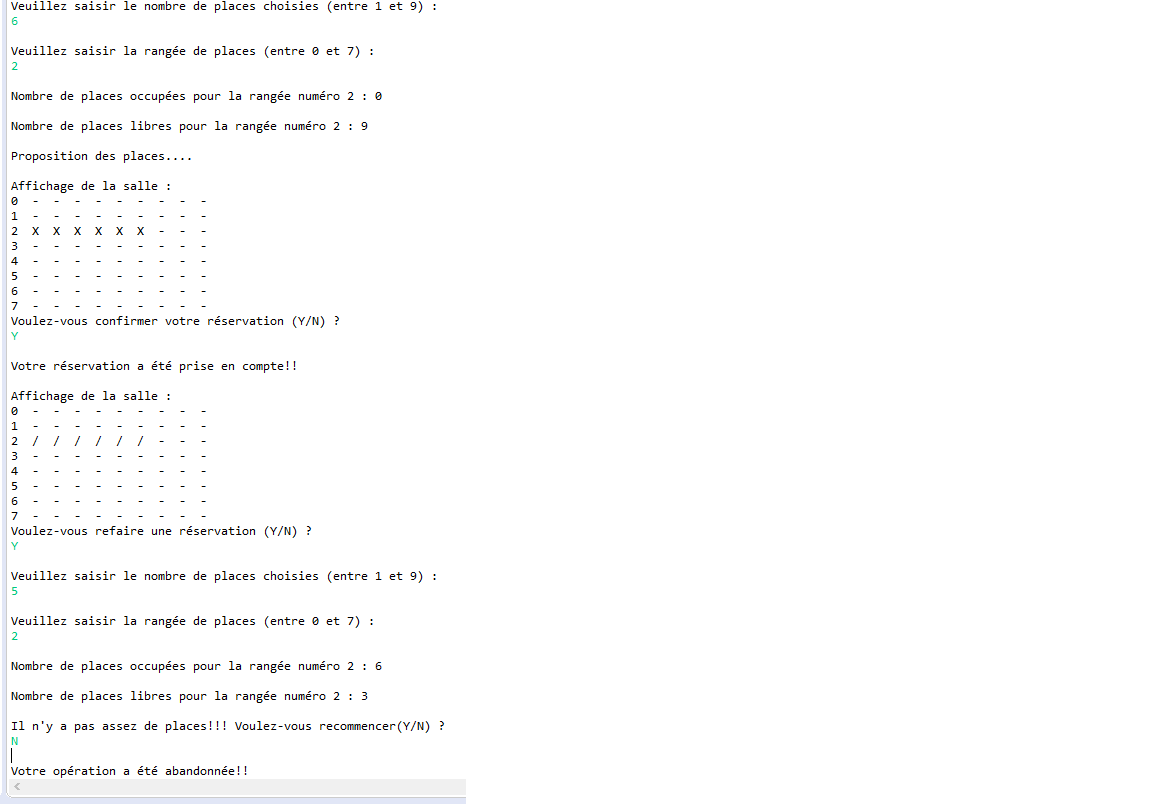 Veuillez saisir le nombre de places choisies (entre 1 et 9) :
6
Veuillez saisir la rangée de places (entre 0 et 7) :
2
Nombre de places occupées pour la rangée numéro 2 : 0
Nombre de places libres pour la rangée numéro 2 : 9
Proposition des places....
Affichage de la salle :
0  -  -  -  -  -  -  -  -  -
1  -  -  -  -  -  -  -  -  -
2  X  X  X  X  X  X  -  -  -
3  -  -  -  -  -  -  -  -  -
4  -  -  -  -  -  -  -  -  -
5  -  -  -  -  -  -  -  -  -
6  -  -  -  -  -  -  -  -  -
7  -  -  -  -  -  -  -  -  -
Voulez-vous confirmer votre réservation (Y/N) ?
Y
Votre réservation a été prise en compte!!
Affichage de la salle :
0  -  -  -  -  -  -  -  -  -
1  -  -  -  -  -  -  -  -  -
2  /  /  /  /  /  /  -  -  -
3  -  -  -  -  -  -  -  -  -
4  -  -  -  -  -  -  -  -  -
5  -  -  -  -  -  -  -  -  -
6  -  -  -  -  -  -  -  -  -
7  -  -  -  -  -  -  -  -  -
Voulez-vous refaire une réservation (Y/N) ?
Y
Veuillez saisir le nombre de places choisies (entre 1 et 9) :
5
Veuillez saisir la rangée de places (entre 0 et 7) :
2
Nombre de places occupées pour la rangée numéro 2 : 6
Nombre de places libres pour la rangée numéro 2 : 3
Il n'y a pas assez de places!!! Voulez-vous recommencer(Y/N) ?
N
Votre opération a été abandonnée!!